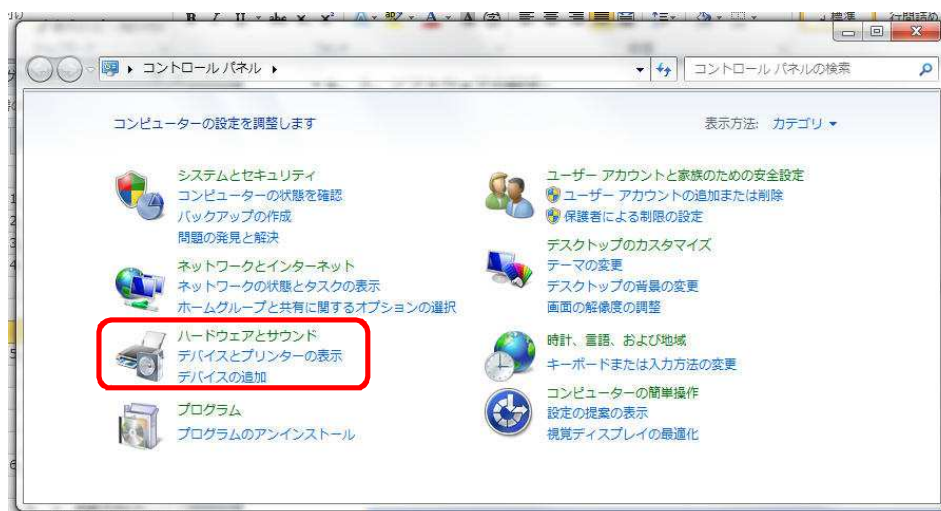 コントロール パネル
コントロール パネルの検索
コンピューターの設定を調整します
表示方法: カテゴリ
システムとセキュリティ
コンピューターの状態を確認
バックアップの作成
問題の発見と解決
ネットワークとインターネット
ネットワークの状態とタスクの表示
ホームグループと共有に関するオプションの選択
ハードウェアとサウンド
デバイスとプリンターの表示
デバイスの追加
プログラム
プログラムのアンインストール
ユーザー アカウントと家族のための安全設定
ユーザー アカウントの追加または削除
保護者による制限の設定
デスクトップのカスタマイズ
テーマの変更
デスクトップの背景の変更
画面の解像度の調整
時計、言語、および地域
キーボードまたは入力方法の変更
コンピューターの簡単操作
設定の提案の表示
視覚ディスプレイの最適化